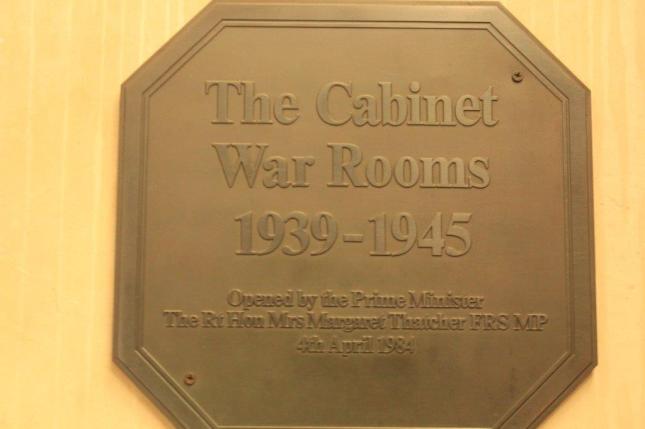 The Cabinet
War Rooms
1939-1945
Opened by the Prime Minister
The Rt Hon Mrs Margaret Thatcher FRS MP
4th April 1984